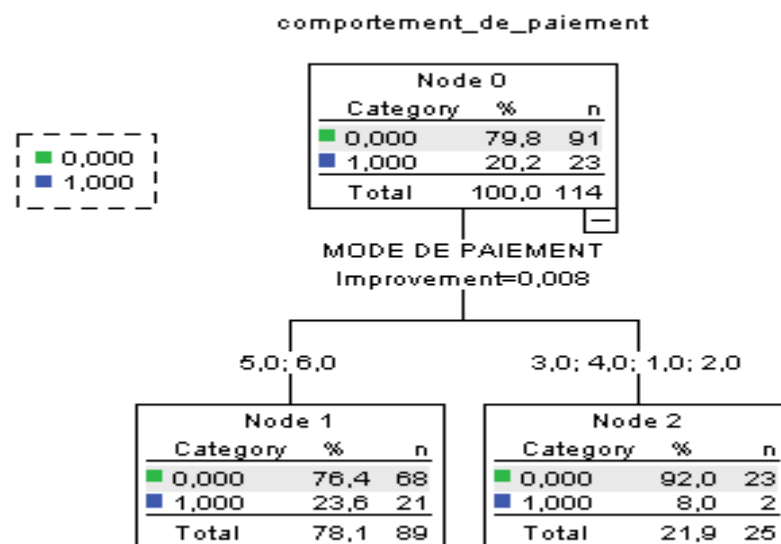 comportement_de_paiement
Node 0
Category % n
0,000 79,8 91
1,000 20,2 23
Total 100,0 114
0,000
1,000
MODE DE PAIEMENT
Improvement=0,008
5,0; 6,0
3,0; 4,0; 1,0; 2,0
Node 1
Category % n
0,000 76,4 68
1,000 23,6 21
Total 78,1 89
Node 2
Category % n
0,000 92,0 23
1,000 8,0 2
Total 21,9 25